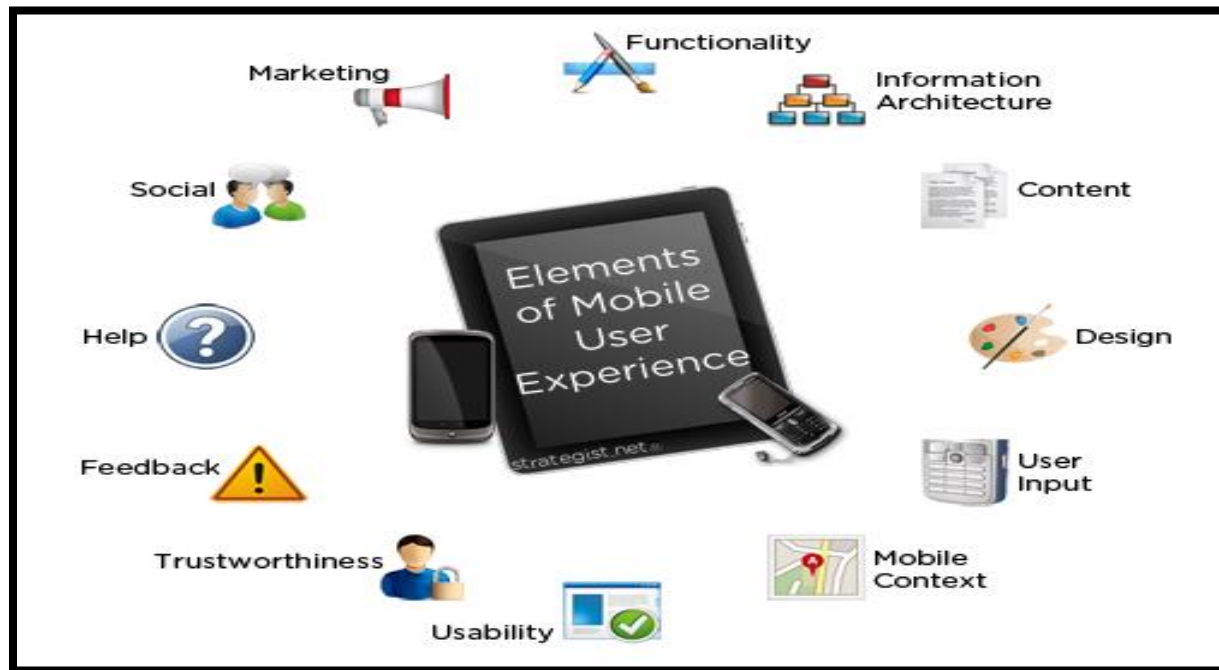 Functionality
Marketing
Information
Architecture
Social
Content
Elements
of Mobile
User
Experience
Help
Design
strategist.net
Feedback
User
Input
Trustworthiness
Mobile
Context
Usability